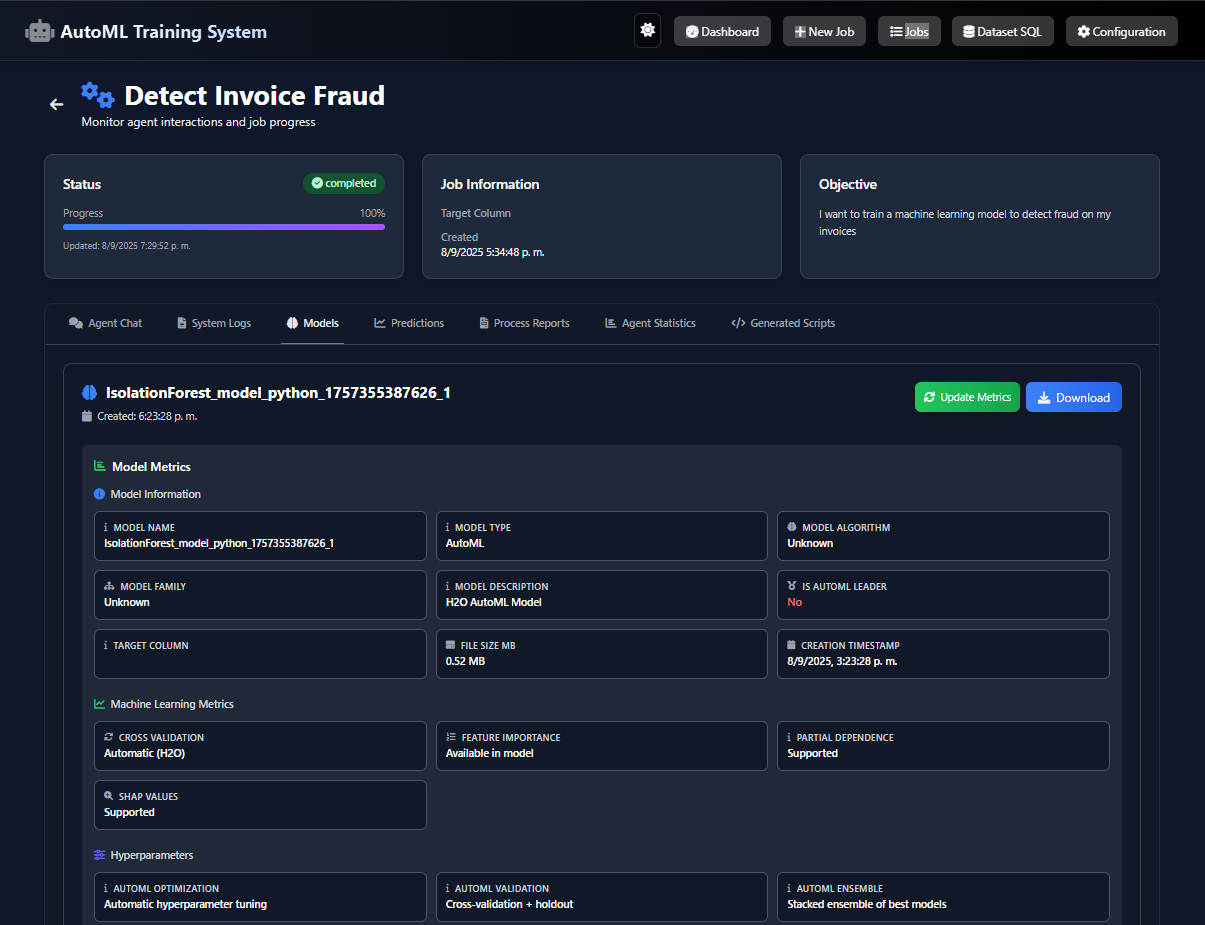 AutoML Training System
Dashboard
New Job
Jobs
Dataset SQL
Configuration
Detect Invoice Fraud
Monitor agent interactions and job progress
Status
completed
Progress
100%
Updated: 8/9/2025 7:29:52 p. m.
Job Information
Target Column
Created
8/9/2025 5:34:48 p. m.
Objective
I want to train a machine learning model to detect fraud on my
invoices
Agent Chat
System Logs
Models
Predictions
Process Reports
Agent Statistics
Generated Scripts
IsolationForest_model_python_1757355387626_1
Created: 6:23:28 p. m.
Update Metrics
Download
Model Metrics
Model Information
MODEL NAME
IsolationForest_model_python_1757355387626_1
MODEL TYPE
AutoML
MODEL ALGORITHM
Unknown
MODEL FAMILY
Unknown
MODEL DESCRIPTION
H2O AutoML Model
IS AUTOML LEADER
No
TARGET COLUMN
FILE SIZE MB
0.52 MB
CREATION TIMESTAMP
8/9/2025, 3:23:28 p. m.
Machine Learning Metrics
CROSS VALIDATION
Automatic (H2O)
FEATURE IMPORTANCE
Available in model
PARTIAL DEPENDENCE
Supported
SHAP VALUES
Supported
Hyperparameters
AUTOML OPTIMIZATION
Automatic hyperparameter tuning
AUTOML VALIDATION
Cross-validation + holdout
AUTOML ENSEMBLE
Stacked ensemble of best models